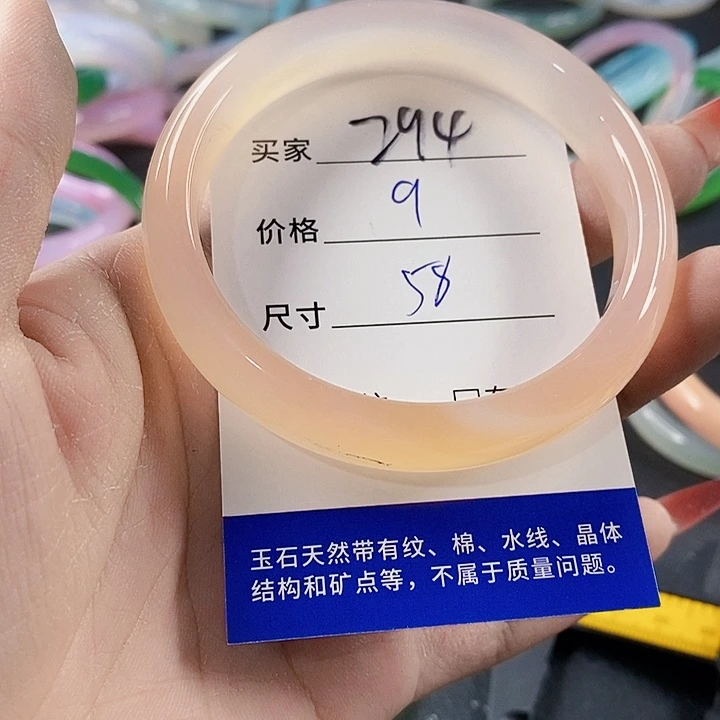 买家 294
价格 9
尺寸 58
玉石天然带有纹、棉、水线、晶体
结构和矿点等，不属于质量问题。